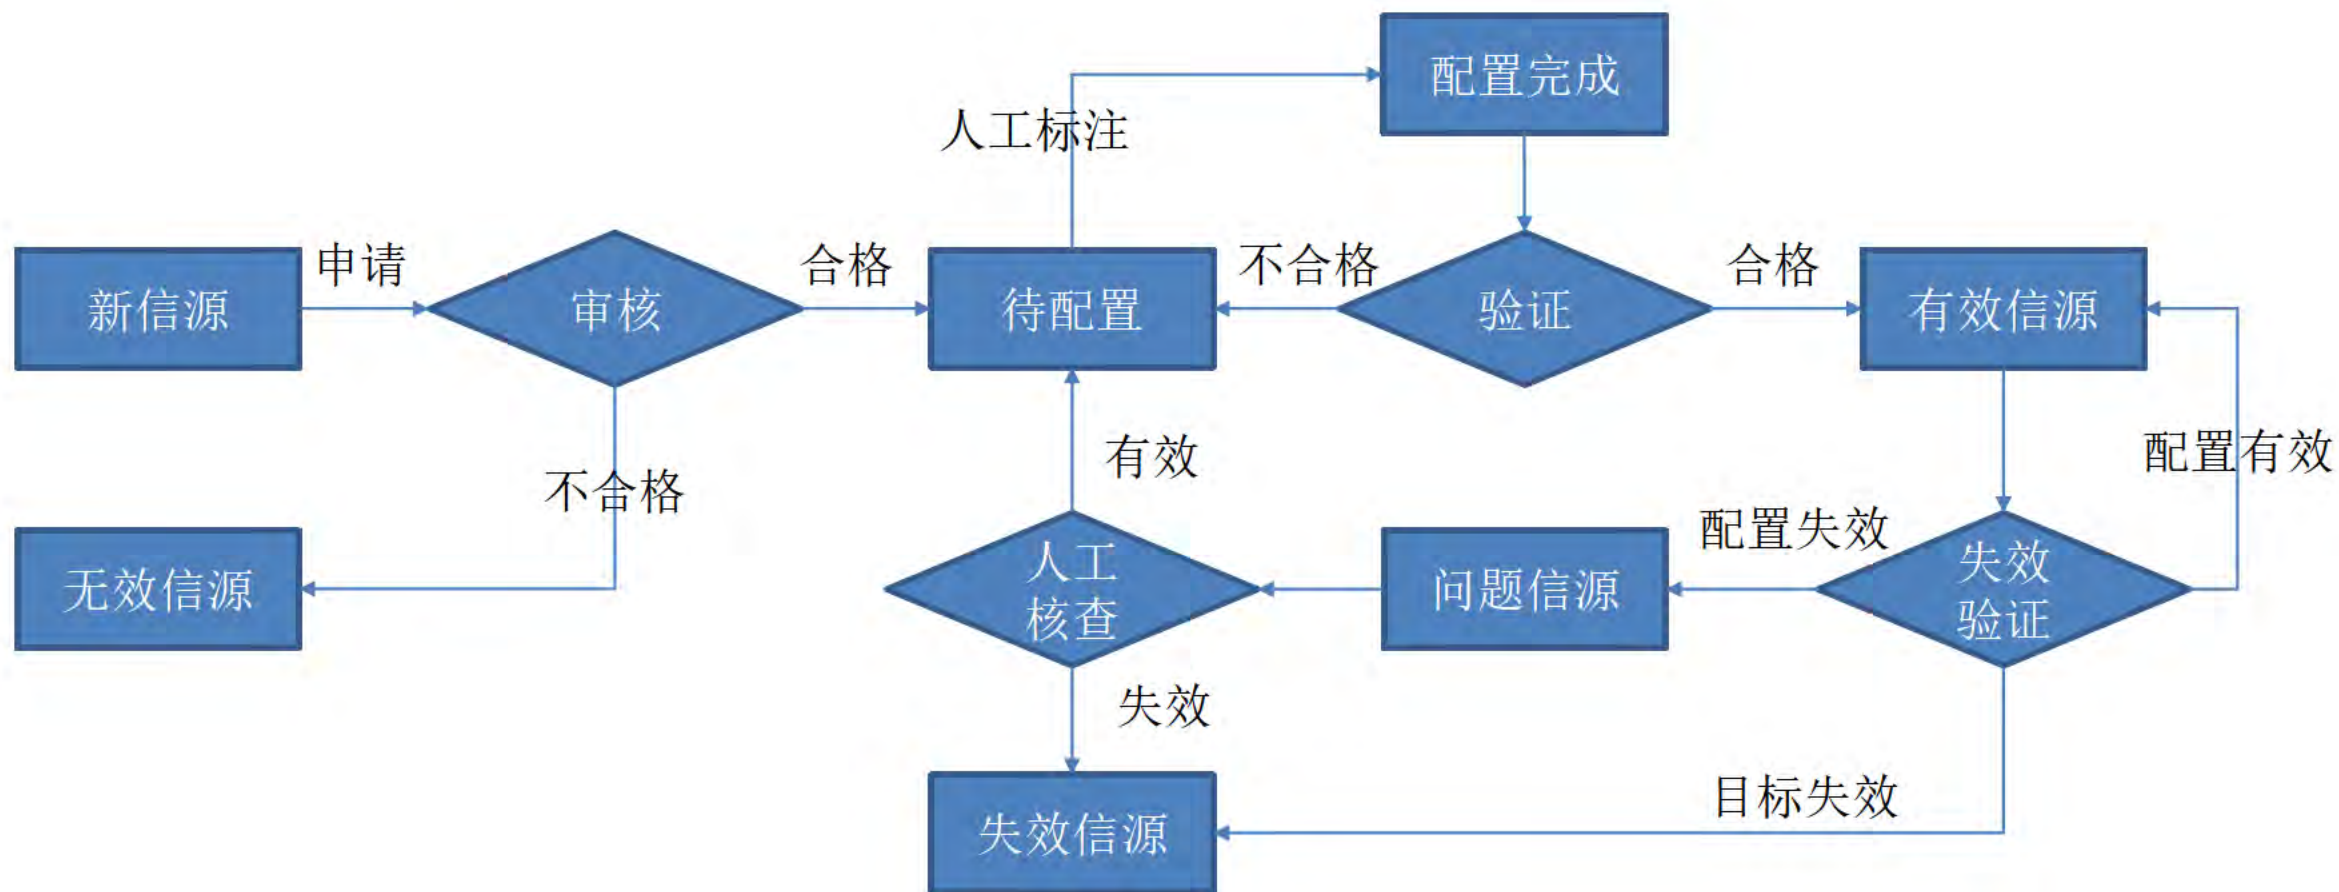 配置完成
人工标注
新信源
申请
审核
合格
待配置
不合格
验证
合格
有效信源
不合格
有效
配置有效
无效信源
人工
核查
问题信源
配置失效
失效
验证
失效
目标失效
失效信源